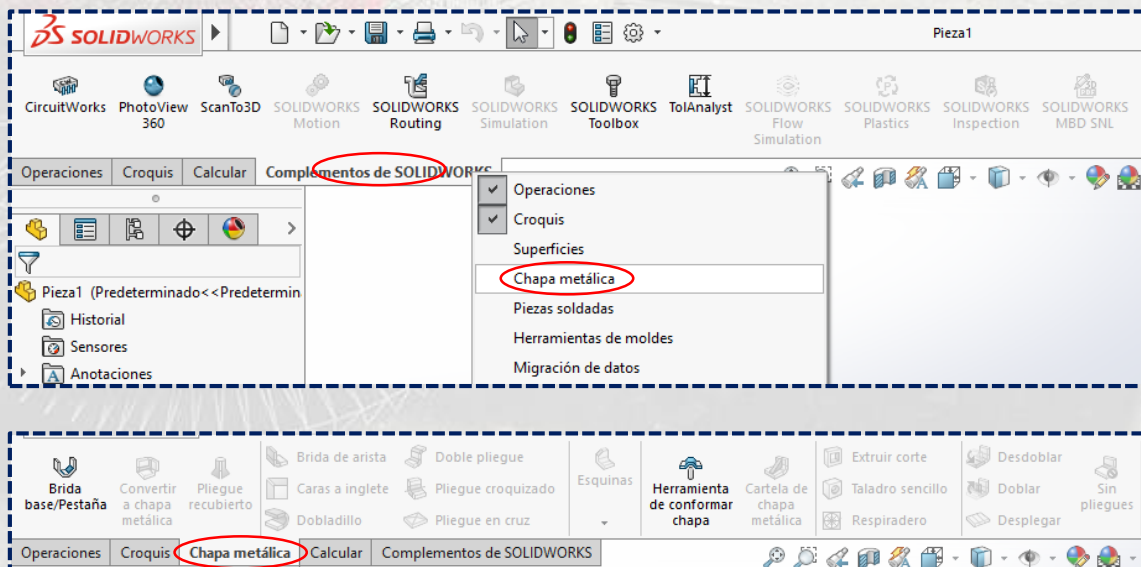 SOLIDWORKS
Pieza1
CircuitWorks
PhotoView
360
ScanTo3D
SOLIDWORKS
Motion
SOLIDWORKS
Routing
SOLIDWORKS
Simulation
SOLIDWORKS
Toolbox
TolAnalyst
SOLIDWORKS
Flow
Simulation
SOLIDWORKS
Plastics
SOLIDWORKS
Inspection
SOLIDWORKS
MBD SNL
Operaciones
Croquis
Calcular
Complementos de SOLIDWORKS
Operaciones
Croquis
Superficies
Chapa metálica
Piezas soldadas
Herramientas de moldes
Migración de datos
Pieza1 (Predeterminado<<Predetermin
Historial
Sensores
Anotaciones
Brida
base/Pestaña
Convertir
a chapa
metálica
Pliegue
recubierto
Brida de arista
Caras a inglete
Dobladillo
Doble pliegue
Pliegue croquizado
Pliegue en cruz
Esquinas
Herramienta
de conformar
chapa
Cartela de
chapa
metálica
Extruir corte
Taladro sencillo
Respiradero
Desdoblar
Doblar
Desplegar
Sin
pliegues
Operaciones
Croquis
Chapa metálica
Calcular
Complementos de SOLIDWORKS